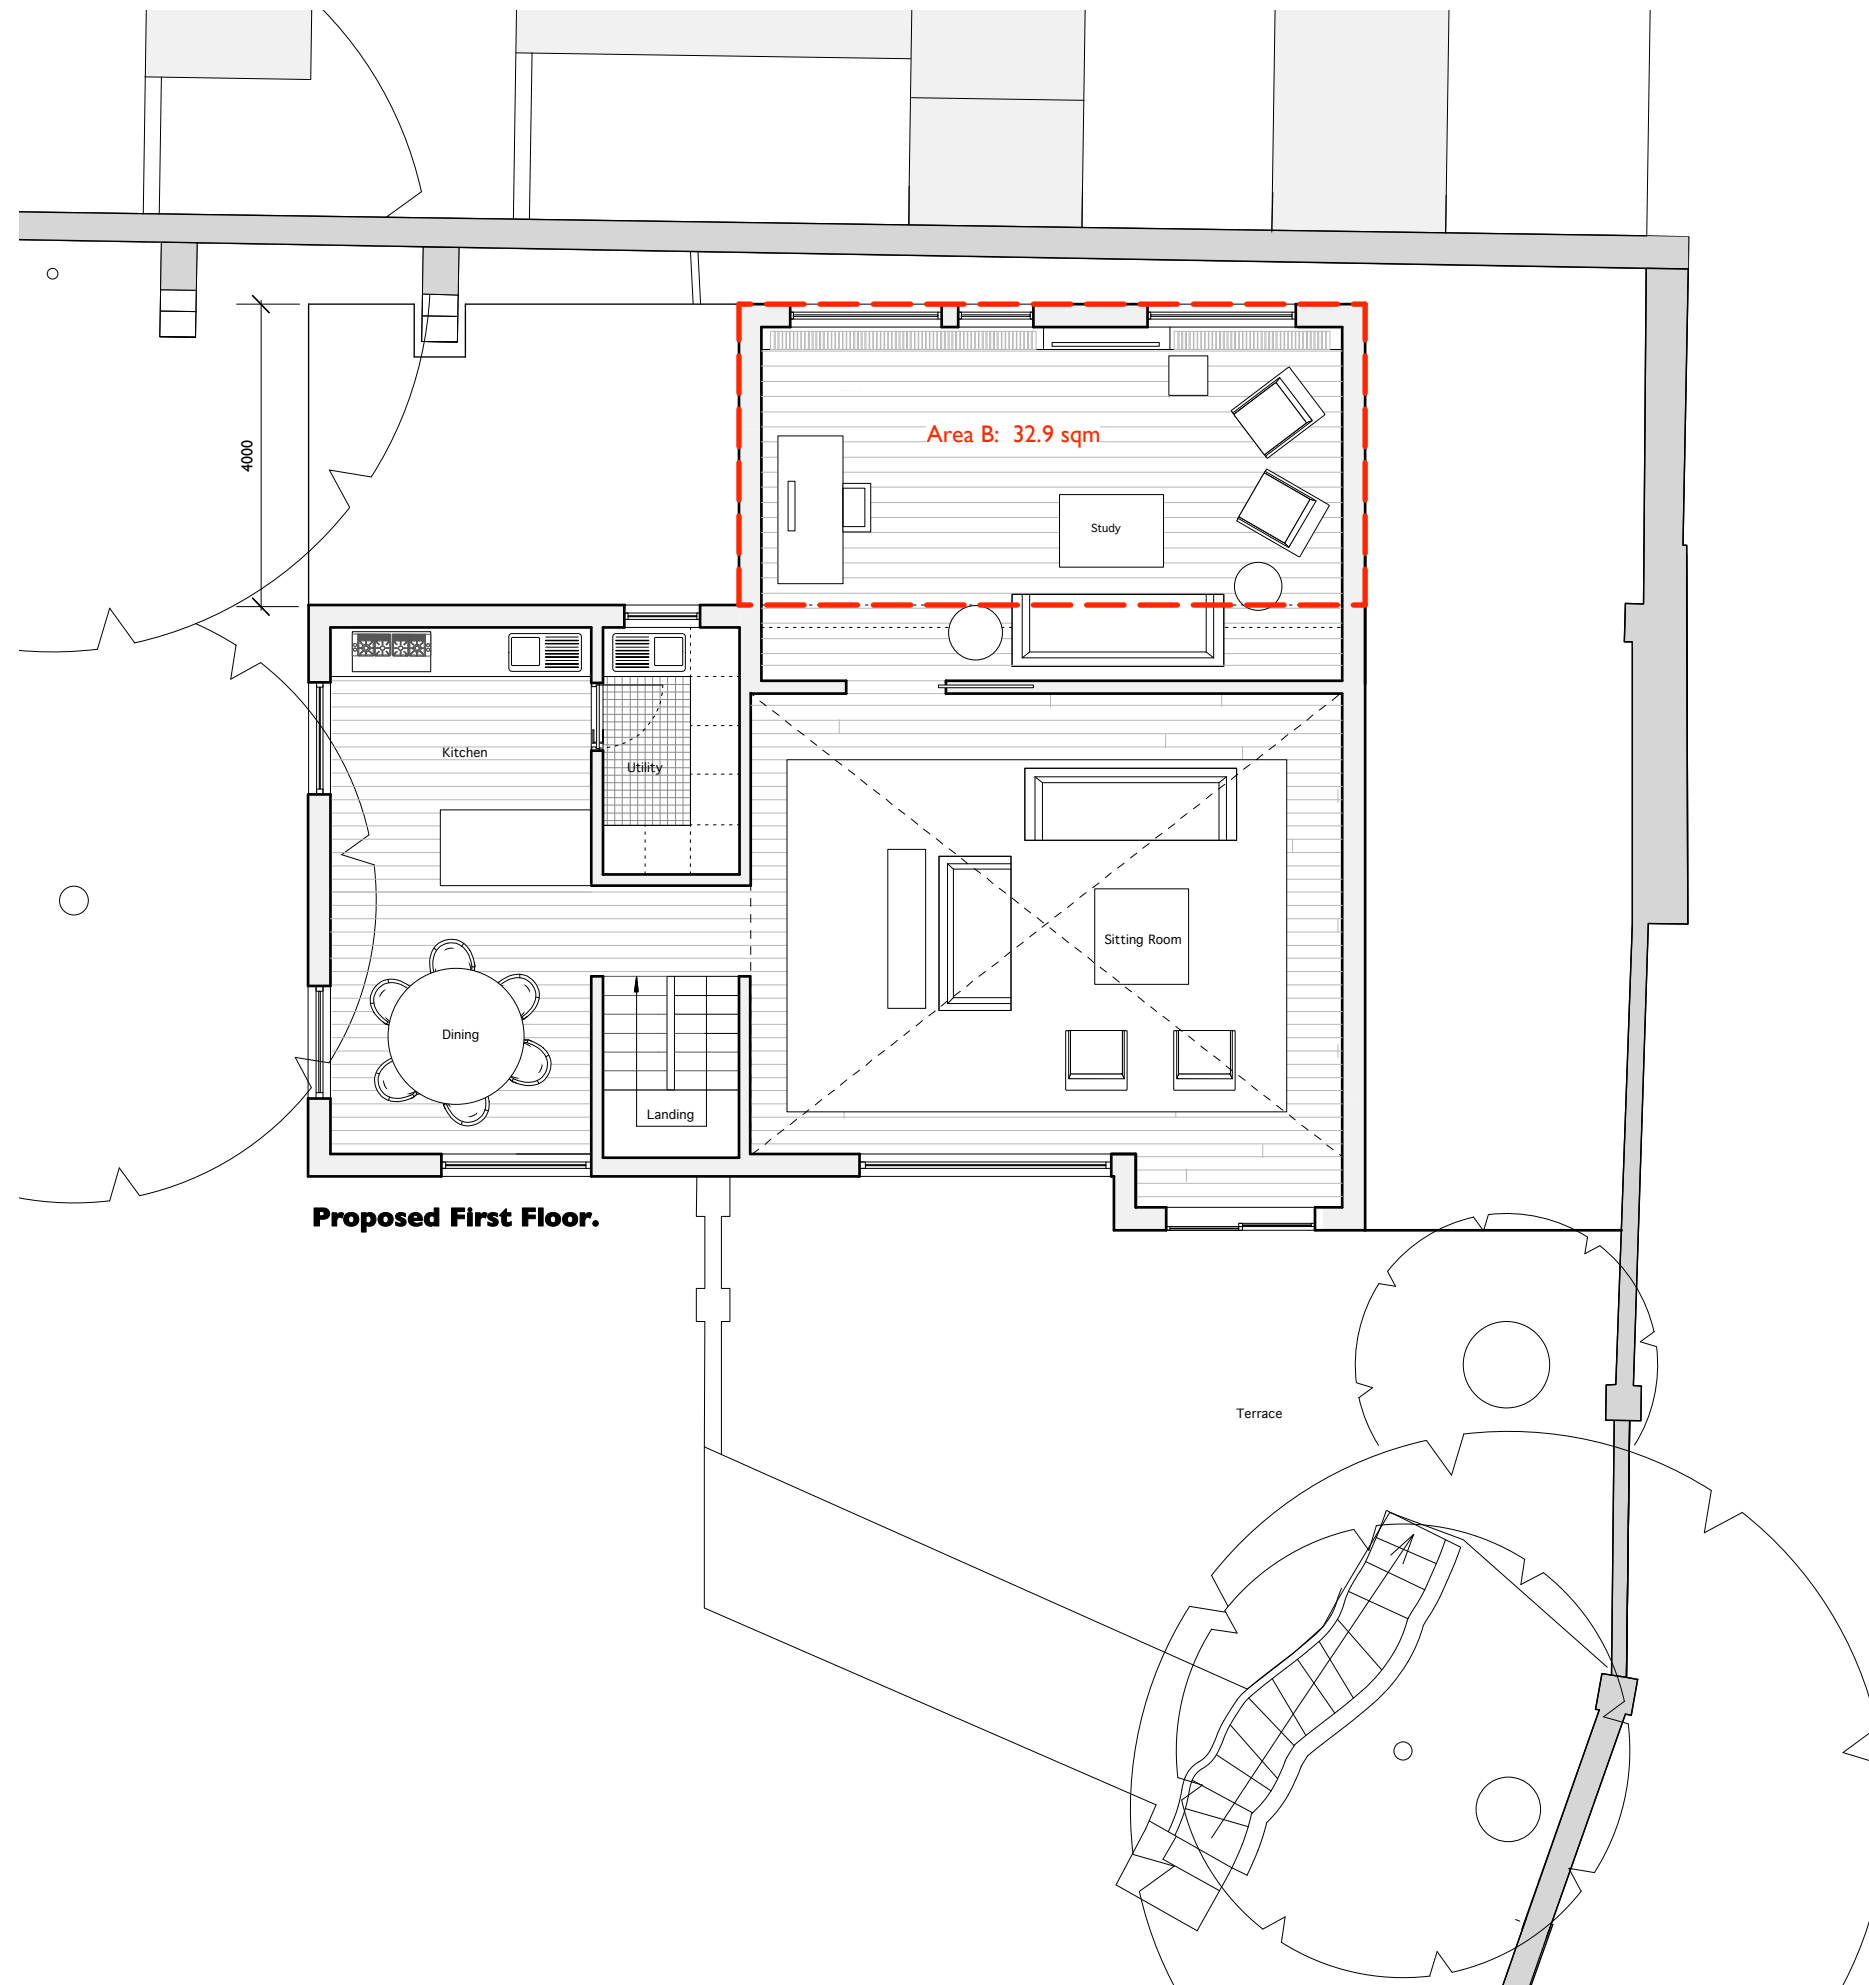 4000
Area B: 32.9 sqm
Study
Kitchen
Utility
Sitting Room
Dining
Landing
Proposed First Floor.
Terrace